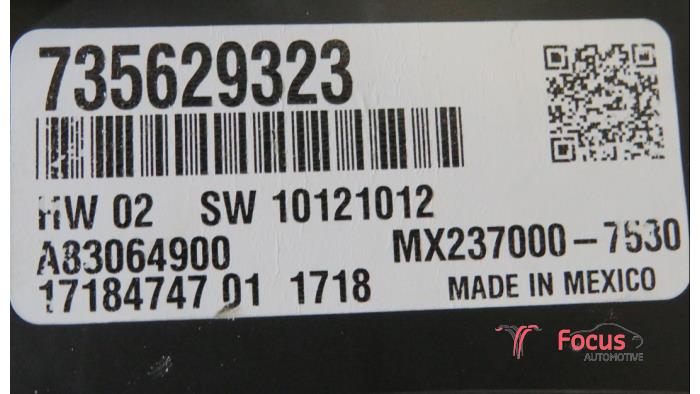 735629323
HW 02 SW 10121012
A83064900 MX237000-7530
17184747 01 1718 MADE IN MEXICO
Focus
AUTOMOTIVE